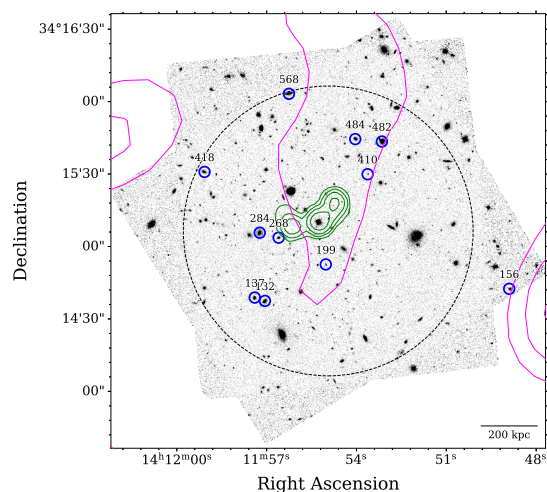 34°16'30"
568
00"
484
482
418
410
15'30"
284
268
00"
199
156
137
132
14'30"
00"
200 kpc
14ʰ12ᵐ00ˢ
11ᵐ57ˢ
54ˢ
51ˢ
48ˢ
Right Ascension
Declination